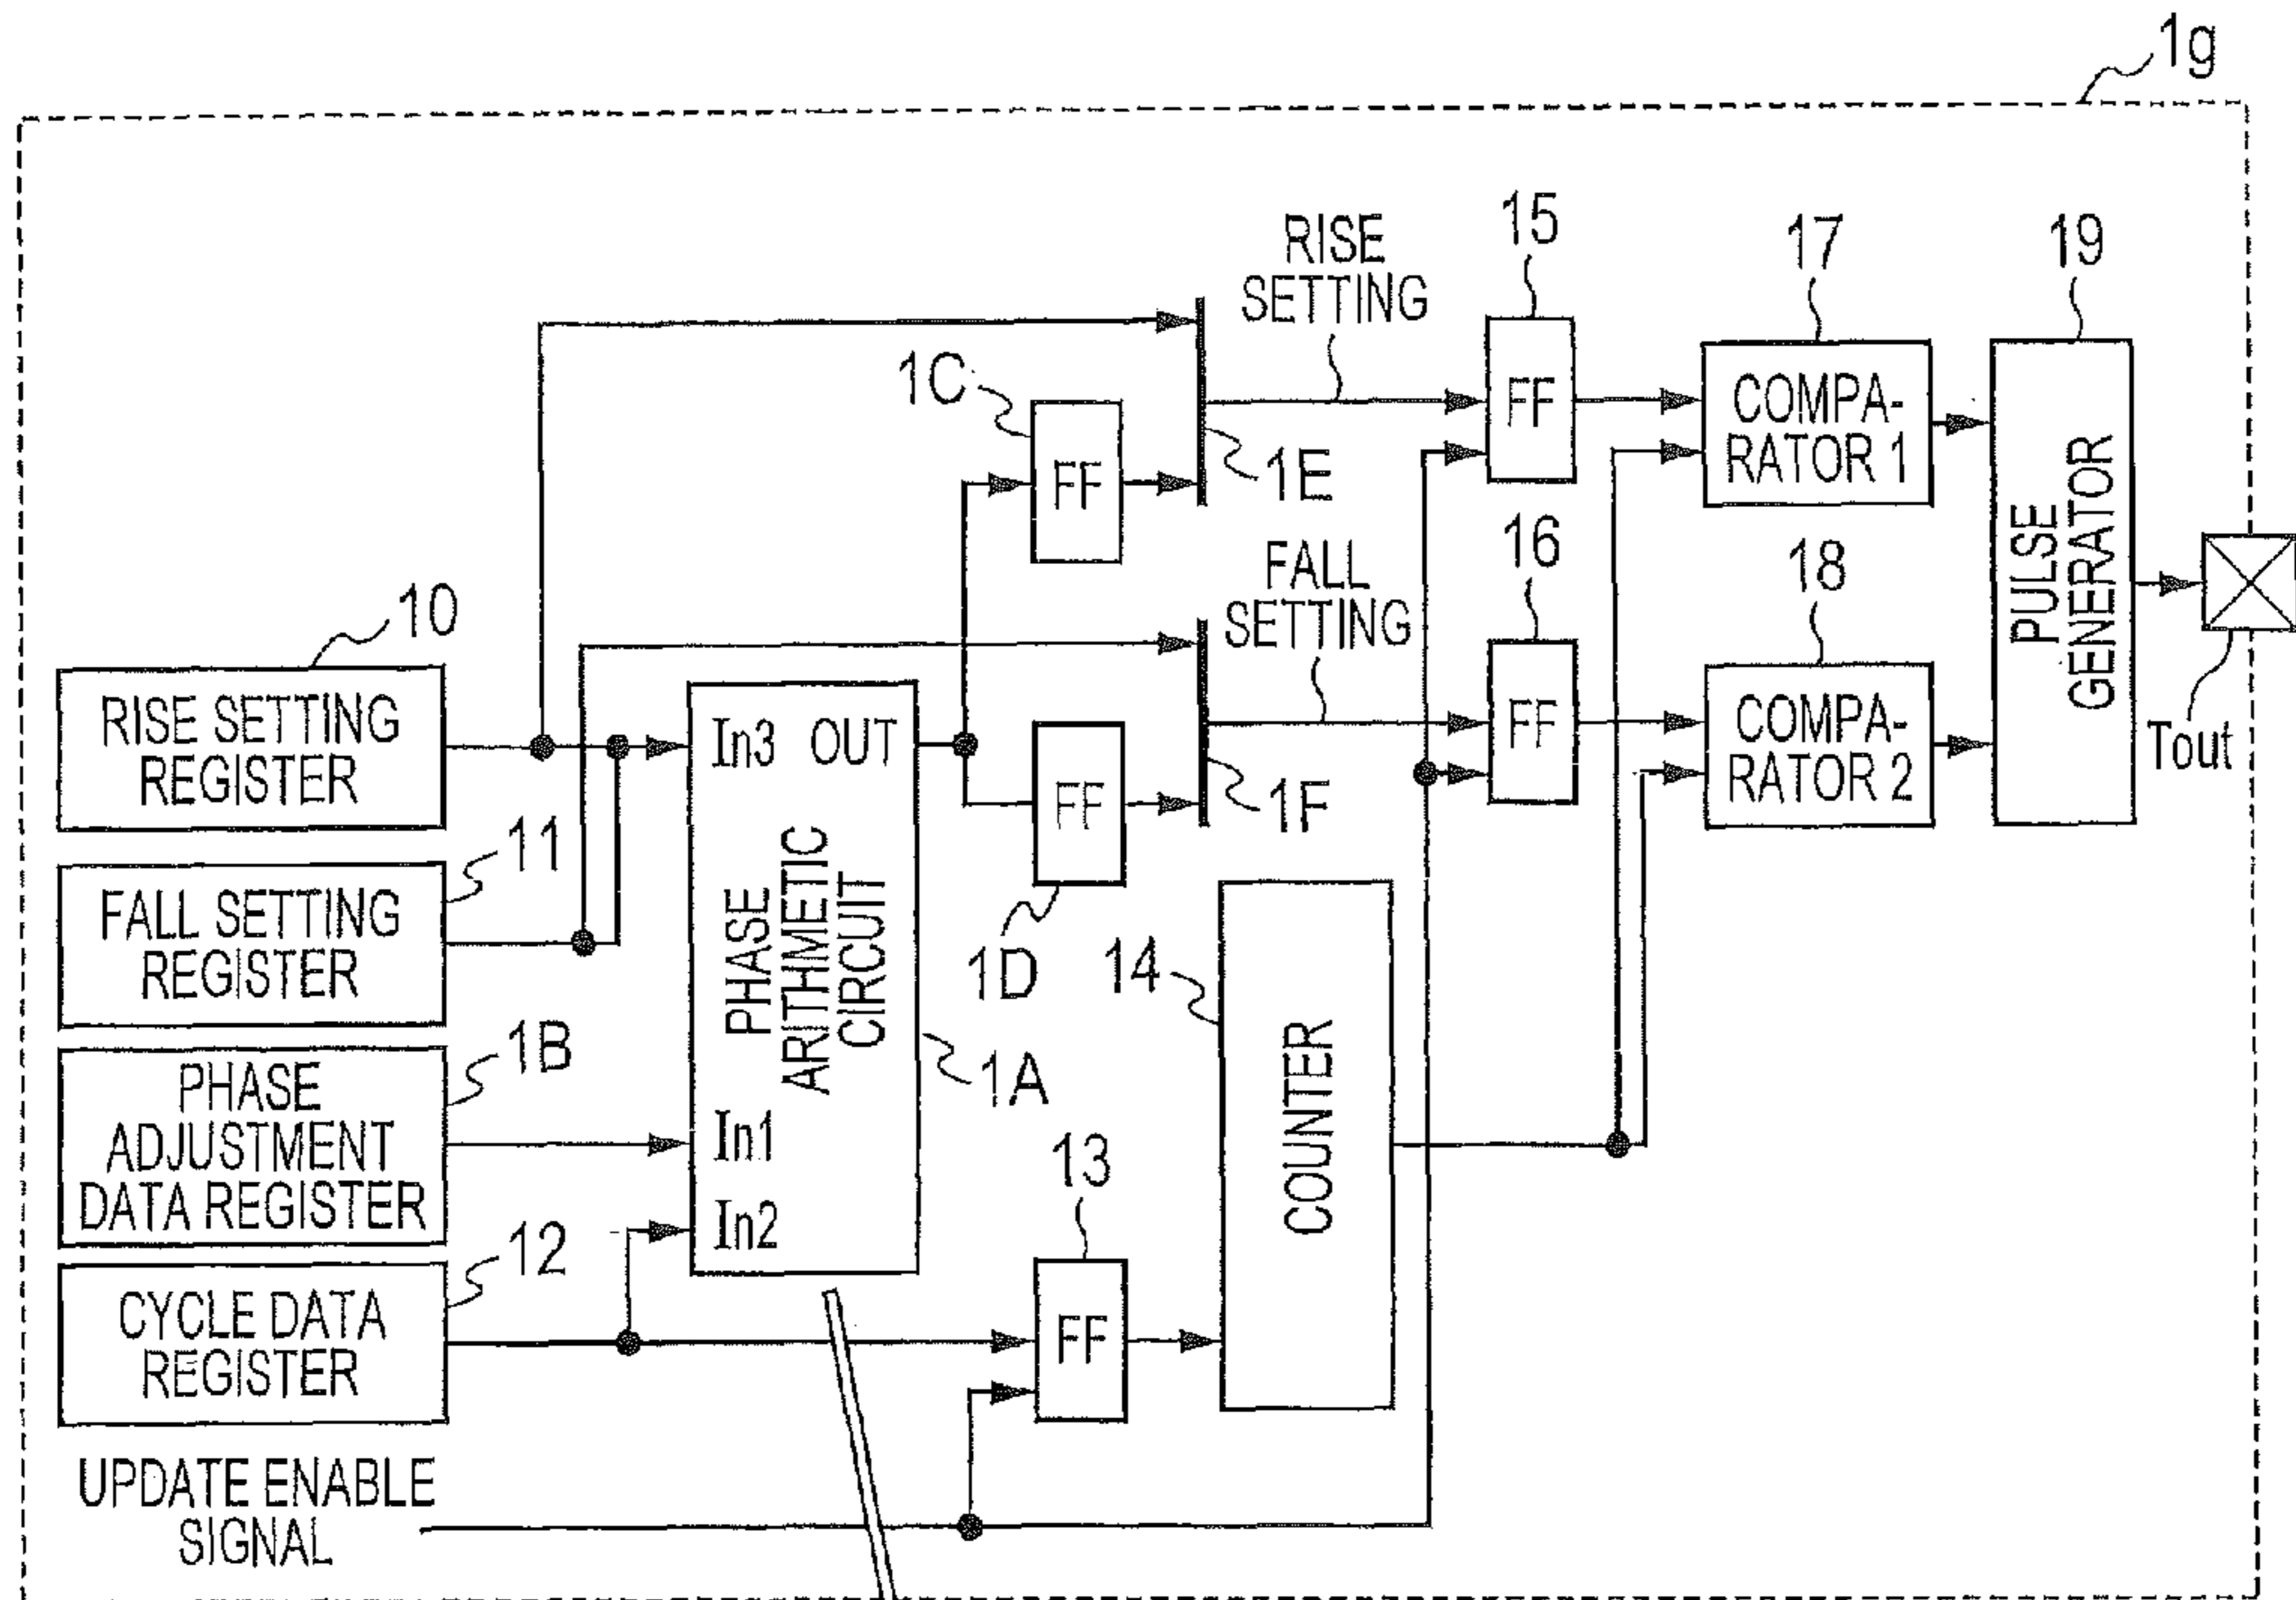 1g
RISE
SETTING
15
17
19
1C
FF
COMPA-
RATOR 1
FF
1E
PULSE
GENERATOR
FALL
SETTING
16
18
10
RISE SETTING
REGISTER
In3 OUT
FF
COMPA-
RATOR 2
Tout
FF
1F
11
FALL SETTING
REGISTER
PHASE
ARITHMETIC
CIRCUIT
1D
14
1B
PHASE
ADJUSTMENT
DATA REGISTER
In1
1A
COUNTER
13
In2
12
CYCLE DATA
REGISTER
FF
UPDATE ENABLE
SIGNAL